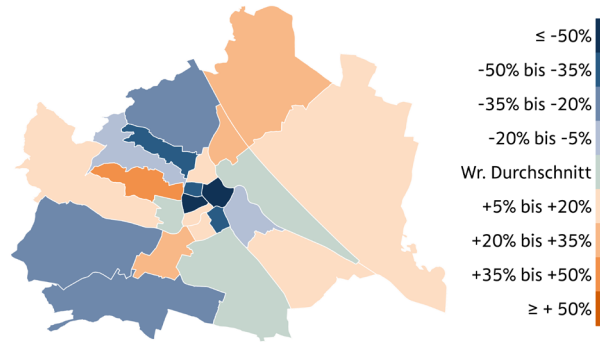 ≤ -50%
-50% bis -35%
-35% bis -20%
-20% bis -5%
Wr. Durchschnitt
+5% bis +20%
+20% bis +35%
+35% bis +50%
≥ + 50%